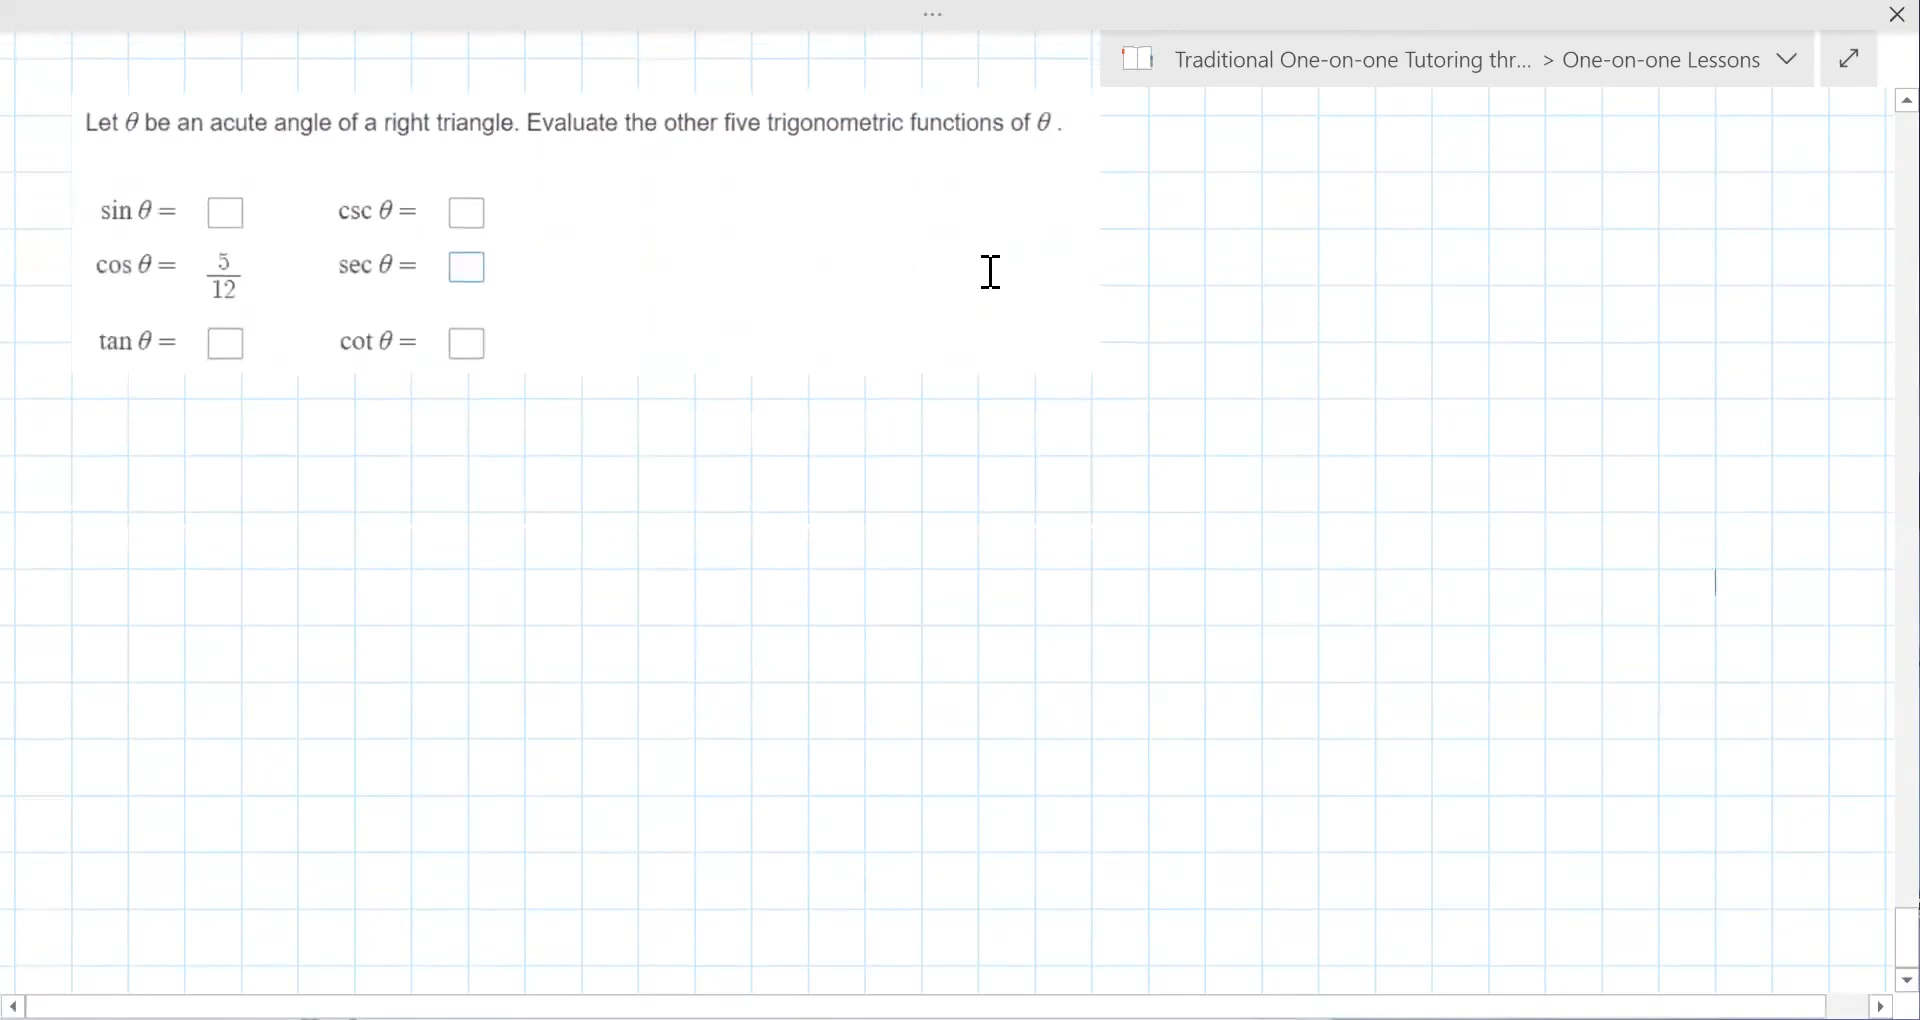 ...
Traditional One-on-one Tutoring thr... > One-on-one Lessons
Let θ be an acute angle of a right triangle. Evaluate the other five trigonometric functions of θ .
sin θ = csc θ =
cos θ = 5/12 sec θ =
tan θ = cot θ =